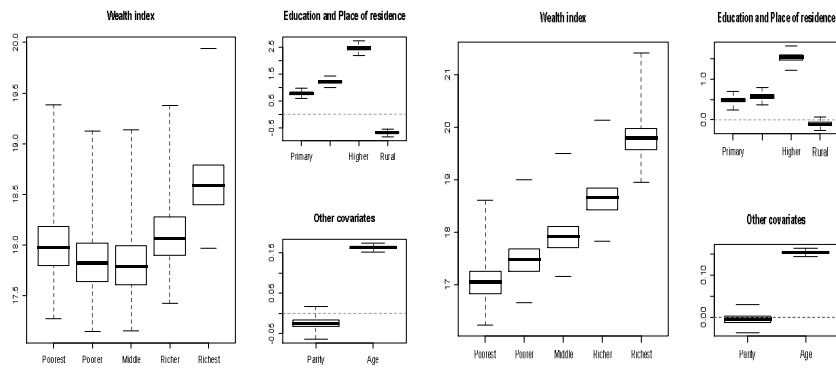 Wealth index
20.0
19.5
19.0
18.5
18.0
17.5
Poorest Poorer Middle Richer Richest
Education and Place of residence
2.5
1.5
0.5
-0.5
Primary Higher Rural
Other covariates
0.15
0.05
-0.05
Parity Age
Wealth index
21
20
19
18
17
Poorest Poorer Middle Richer Richest
Education and Place of residence
1.0
0.0
Primary Higher Rural
Other covariates
0.10
0.00
Parity Age